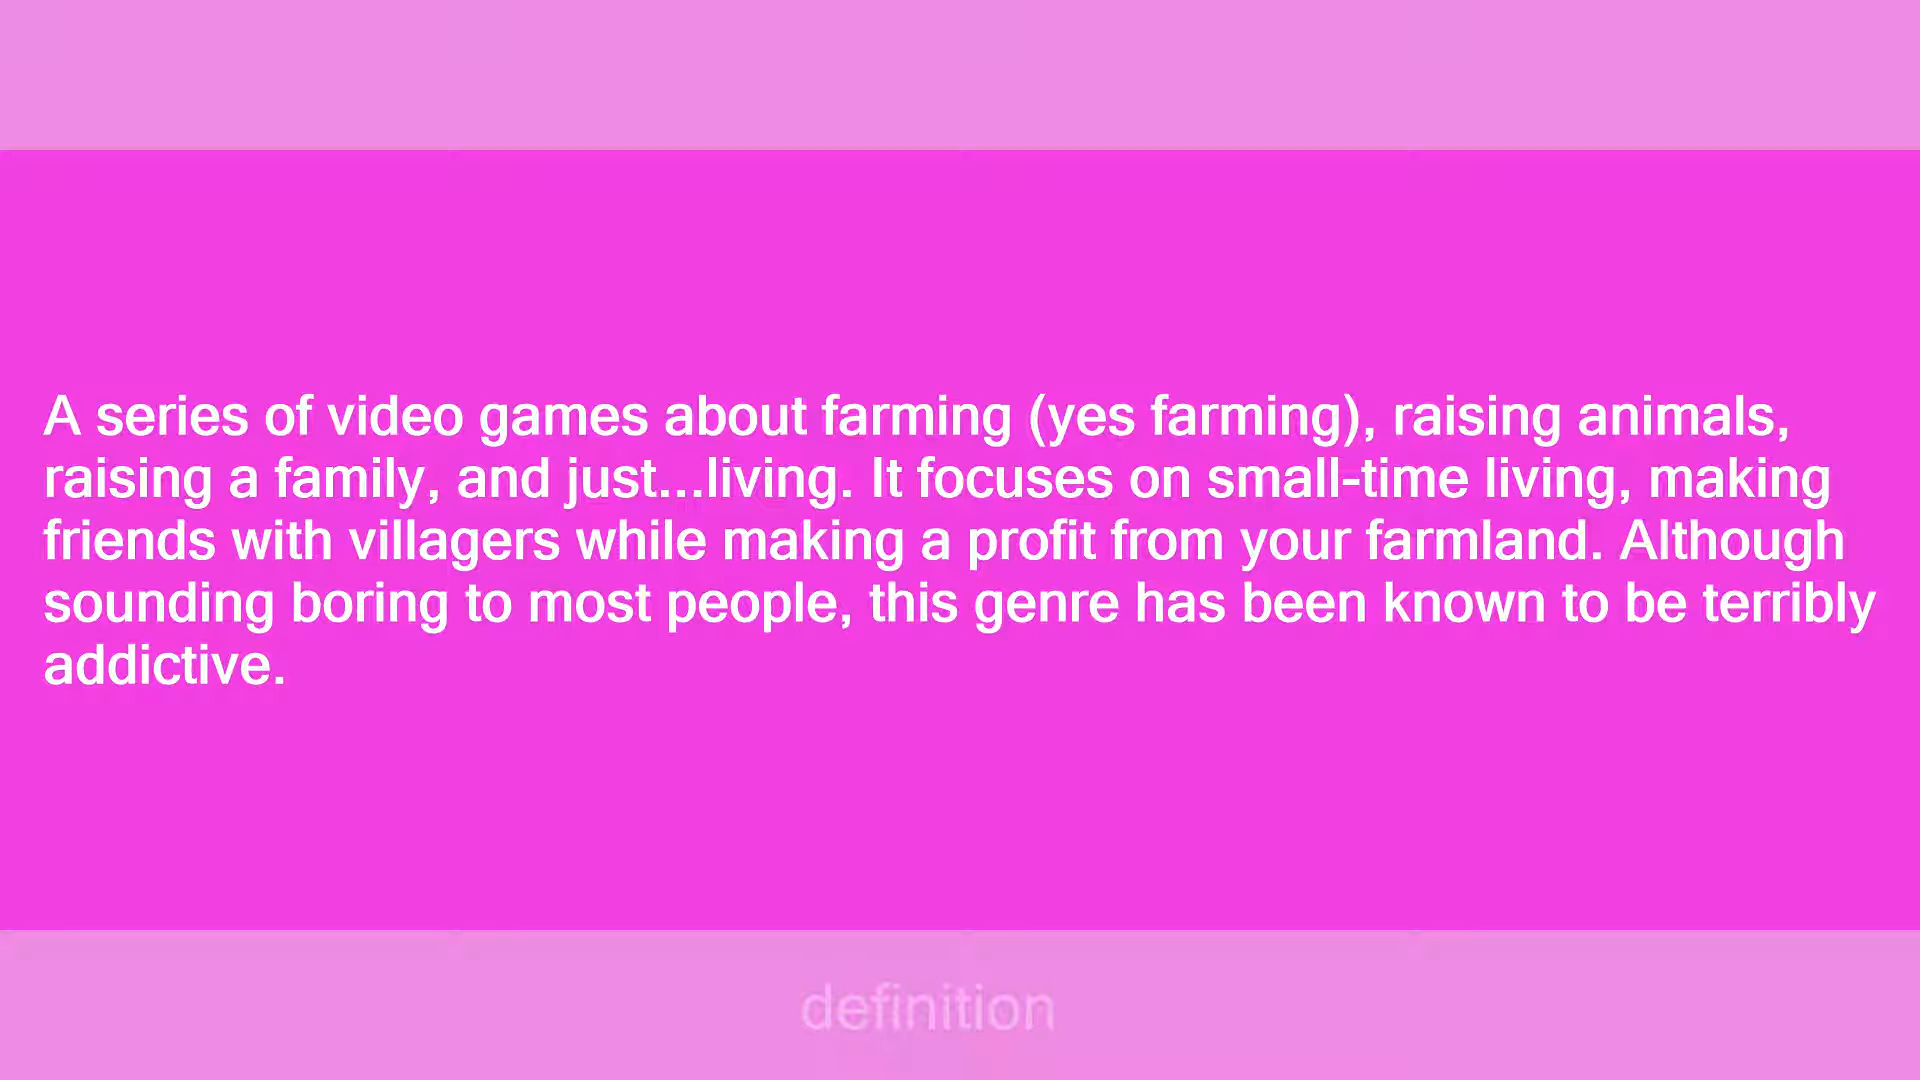 A series of video games about farming (yes farming), raising animals,
raising a family, and just...living. It focuses on small-time living, making
friends with villagers while making a profit from your farmland. Although
sounding boring to most people, this genre has been known to be terribly
addictive.
definition